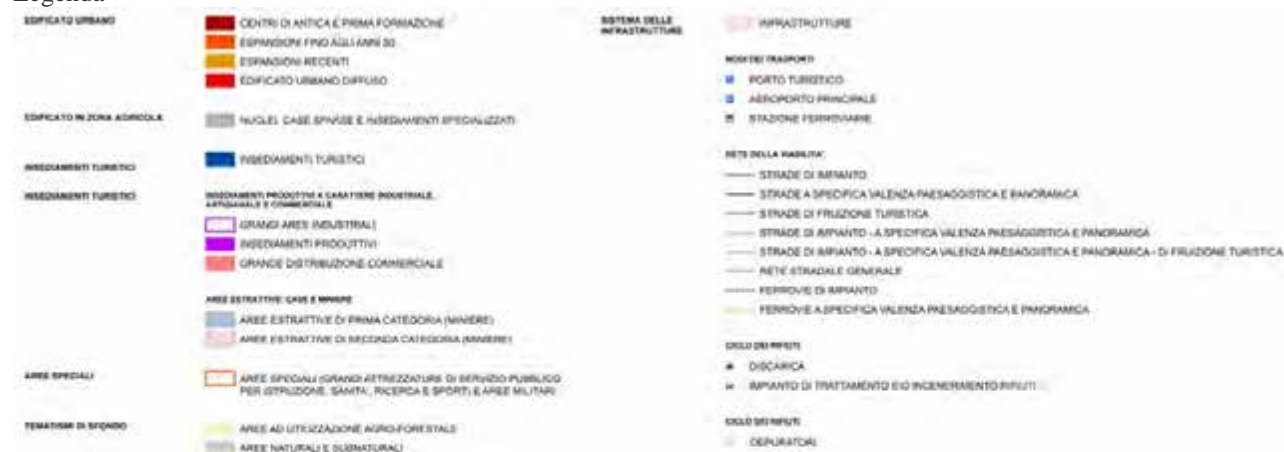 Legenda
EDIFICATO URBANO
CENTRI DI ANTICA E PRIMA FORMAZIONE
ESPANSIONI FINO AGLI ANNI 50
ESPANSIONI RECENTI
EDIFICATO URBANO DIFFUSO
EDIFICATO IN ZONA AGRICOLA
NUCLEI, CASE SPARSE E INSEDIAMENTI SPECIALIZZATI
INSEDIAMENTI TURISTICI
INSEDIAMENTI TURISTICI
INSEDIAMENTI TURISTICI
INSEDIAMENTI PRODUTTIVI A CARATTERE INDUSTRIALE,
ARTIGIANALE E COMMERCIALE
GRANDI AREE INDUSTRIALI
INSEDIAMENTI PRODUTTIVI
GRANDE DISTRIBUZIONE COMMERCIALE
AREE ESTRATTIVE: CAVE E MINIERE
AREE ESTRATTIVE DI PRIMA CATEGORIA (MINIERE)
AREE ESTRATTIVE DI SECONDA CATEGORIA (MINIERE)
AREE SPECIALI
AREE SPECIALI (GRANDI ATTREZZATURE DI SERVIZIO PUBBLICO
PER ISTRUZIONE, SANITA', RICERCA E SPORT) E AREE MILITARI
TEMATISMI DI SFONDO
AREE AD UTILIZZAZIONE AGRO-FORESTALE
AREE NATURALI E SUBNATURALI
SISTEMA DELLE
INFRASTRUTTURE
INFRASTRUTTURE
NODI DEI TRASPORTI
PORTO TURISTICO
AEROPORTO PRINCIPALE
STAZIONE FERROVIARIE
RETE DELLA VIABILITA'
STRADE DI IMPIANTO
STRADE A SPECIFICA VALENZA PAESAGGISTICA E PANORAMICA
STRADE DI FRUIZIONE TURISTICA
STRADE DI IMPIANTO - A SPECIFICA VALENZA PAESAGGISTICA E PANORAMICA
STRADE DI IMPIANTO - A SPECIFICA VALENZA PAESAGGISTICA E PANORAMICA - DI FRUIZIONE TURISTICA
RETE STRADALE GENERALE
FERROVIE DI IMPIANTO
FERROVIE A SPECIFICA VALENZA PAESAGGISTICA E PANORAMICA
CICLO DEI RIFIUTI
DISCARICA
IMPIANTO DI TRATTAMENTO E/O INCENERIMENTO RIFIUTI
CICLO DEI RIFIUTI
DEPURATORI